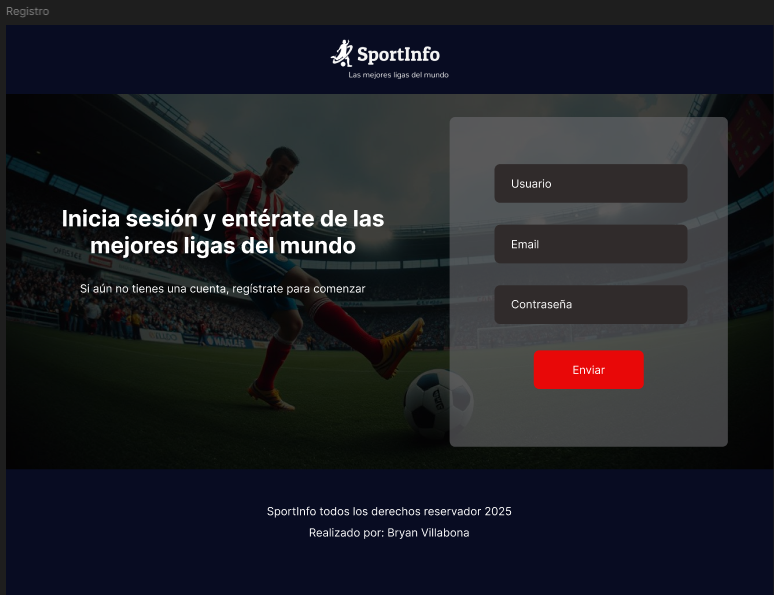 Registro
SportInfo
Las mejores ligas del mundo
Inicia sesión y entérate de las
mejores ligas del mundo
Si aún no tienes una cuenta, regístrate para comenzar
Usuario
Email
Contraseña
Enviar
SportInfo todos los derechos reservador 2025
Realizado por: Bryan Villabona